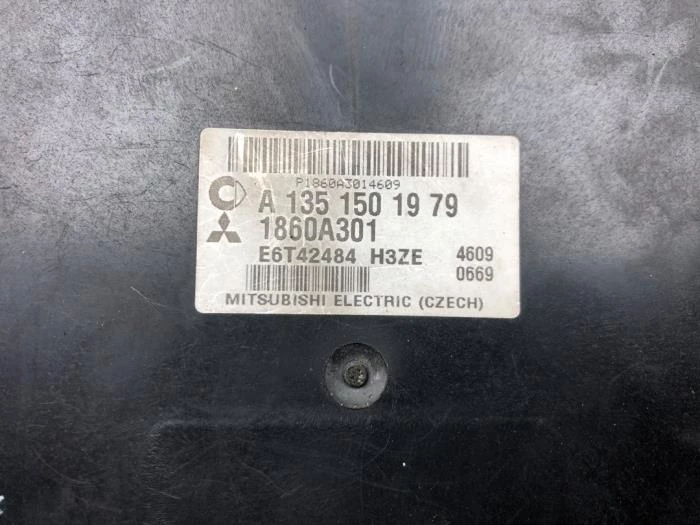 P1860A3014609
A 135 150 19 79
1860A301
E6T42484 H3ZE 4609
0669
MITSUBISHI ELECTRIC (CZECH)